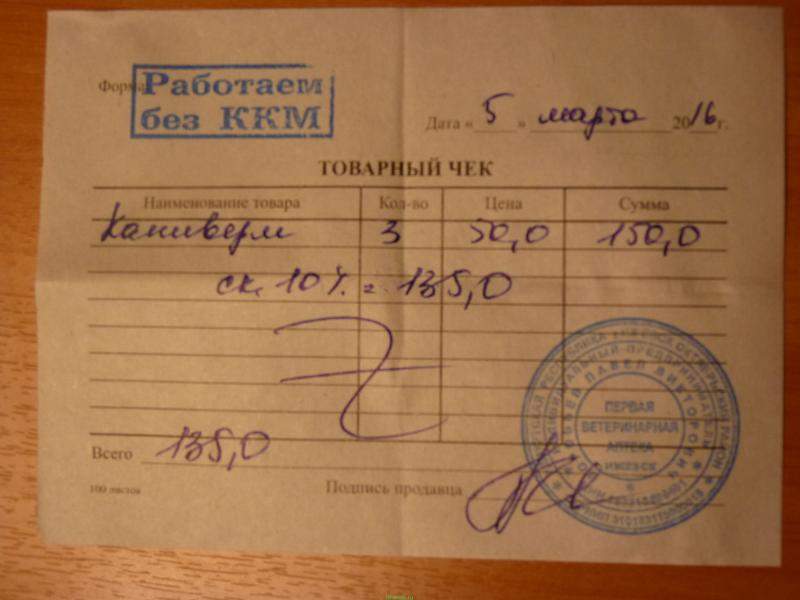 Форма
Работаем
без ККМ
Дата « 5 » марта 2016 г.
ТОВАРНЫЙ ЧЕК
Наименование товара Кол-во Цена Сумма
Каниверм 3 50,0 150,0
ск. 10 % = 135,0
Всего 135,0
100 листов
Подпись продавца
ПЕРВАЯ
ВЕТЕРИНАРНАЯ
АПТЕКА
ИЖЕВСК